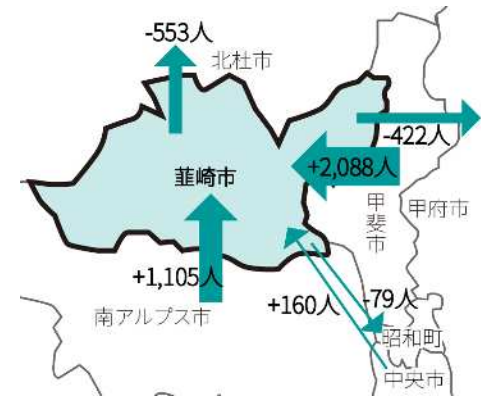 -553人
北杜市
-422人
+2,088人
韮崎市
甲斐市
甲府市
+1,105人
+160人
-79人
南アルプス市
昭和町
中央市